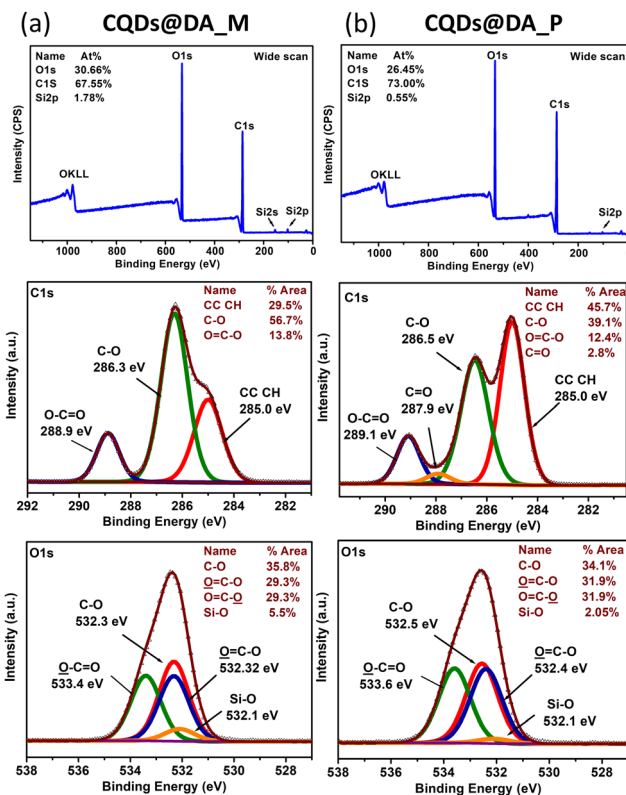 (a) CQDs@DA_M
Name At%
O1s 30.66%
C1S 67.55%
Si2p 1.78%
O1s
Wide scan
C1s
OKLL
Si2s
Si2p
Intensity (CPS)
1000 800 600 400 200 0
Binding Energy (eV)
C1s
Name % Area
CC CH 29.5%
C-O 56.7%
O=C-O 13.8%
C-O
286.3 eV
O-C=O
288.9 eV
CC CH
285.0 eV
Intensity (a.u.)
292 290 288 286 284 282
Binding Energy (eV)
O1s
Name % Area
C-O 35.8%
O=C-O 29.3%
O=C-O 29.3%
Si-O 5.5%
C-O
532.3 eV
O-C=O
533.4 eV
O=C-O
532.32 eV
Si-O
532.1 eV
Intensity (a.u.)
538 536 534 532 530 528
Binding Energy (eV)
(b) CQDs@DA_P
Name At%
O1s 26.45%
C1S 73.00%
Si2p 0.55%
O1s
Wide scan
C1s
OKLL
Si2p
Intensity (CPS)
1000 800 600 400 200 0
Binding Energy (eV)
C1s
Name % Area
CC CH 45.7%
C-O 39.1%
O=C-O 12.4%
C=O 2.8%
C-O
286.5 eV
C=O
287.9 eV
O-C=O
289.1 eV
CC CH
285.0 eV
Intensity (a.u.)
290 288 286 284 282
Binding Energy (eV)
O1s
Name % Area
C-O 34.1%
O=C-O 31.9%
O=C-O 31.9%
Si-O 2.05%
C-O
532.5 eV
O-C=O
533.6 eV
O=C-O
532.4 eV
Si-O
532.1 eV
Intensity (a.u.)
538 536 534 532 530 528
Binding Energy (eV)